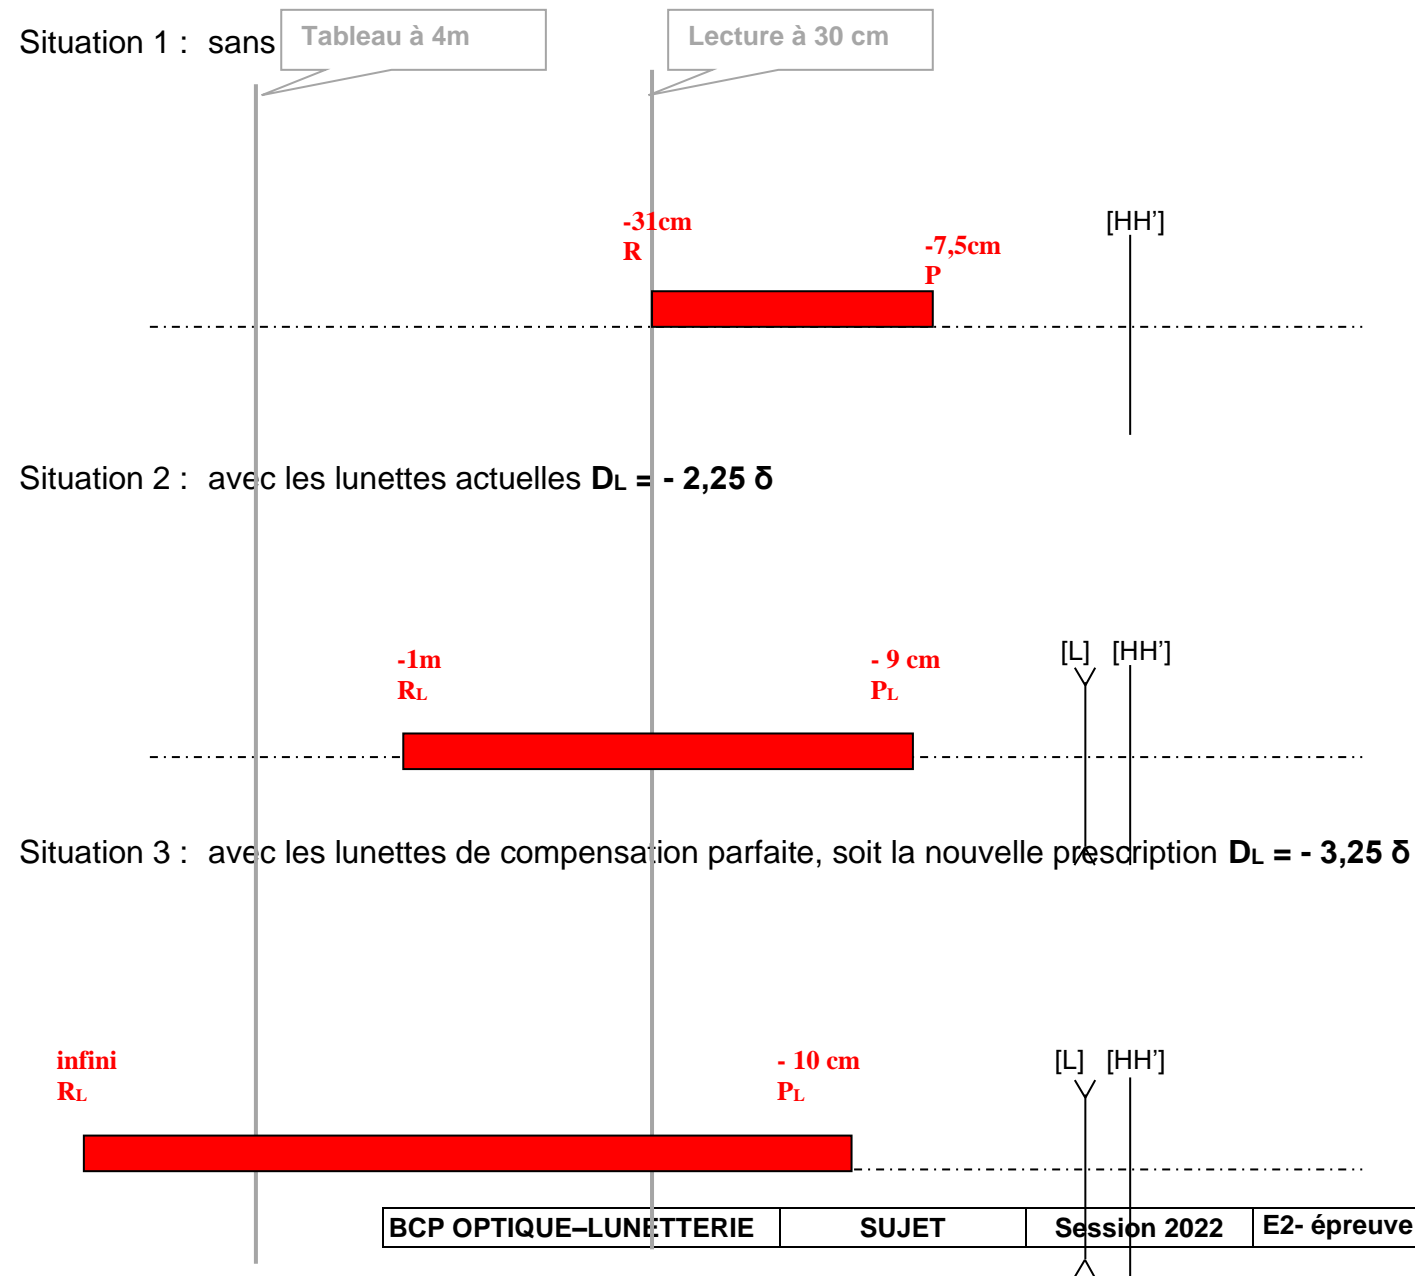 Situation 1 : sans
Tableau à 4m
Lecture à 30 cm
-31cm
R
-7,5cm
P
[HH']
Situation 2 : avec les lunettes actuelles DL = - 2,25 δ
-1m
RL
- 9 cm
PL
[L] [HH']
Situation 3 : avec les lunettes de compensation parfaite, soit la nouvelle prescription DL = - 3,25 δ
infini
RL
- 10 cm
PL
[L] [HH']
BCP OPTIQUE–LUNETTERIE SUJET Session 2022 E2- épreuve